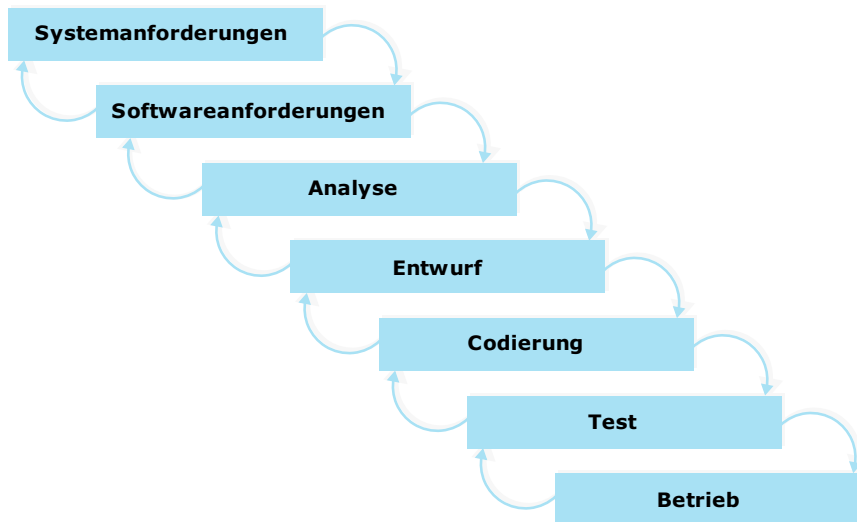 Systemanforderungen
Softwareanforderungen
Analyse
Entwurf
Codierung
Test
Betrieb